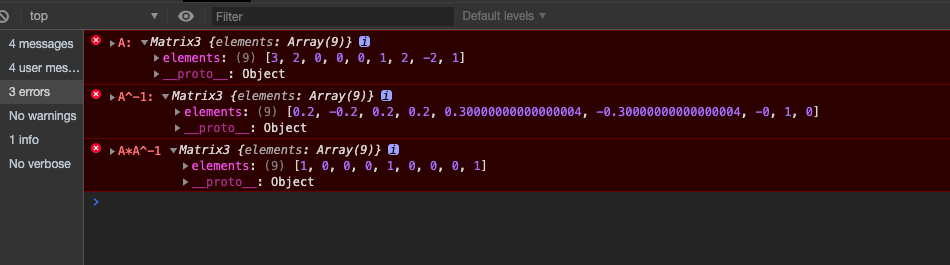 top
Filter
Default levels
4 messages
4 user mes...
3 errors
No warnings
1 info
No verbose
A: Matrix3 {elements: Array(9)} i
elements: (9) [3, 2, 0, 0, 0, 1, 2, -2, 1]
__proto__: Object
A^-1: Matrix3 {elements: Array(9)} i
elements: (9) [0.2, -0.2, 0.2, 0.2, 0.30000000000000004, -0.30000000000000004, -0, 1, 0]
__proto__: Object
A*A^-1 Matrix3 {elements: Array(9)} i
elements: (9) [1, 0, 0, 0, 1, 0, 0, 0, 1]
__proto__: Object